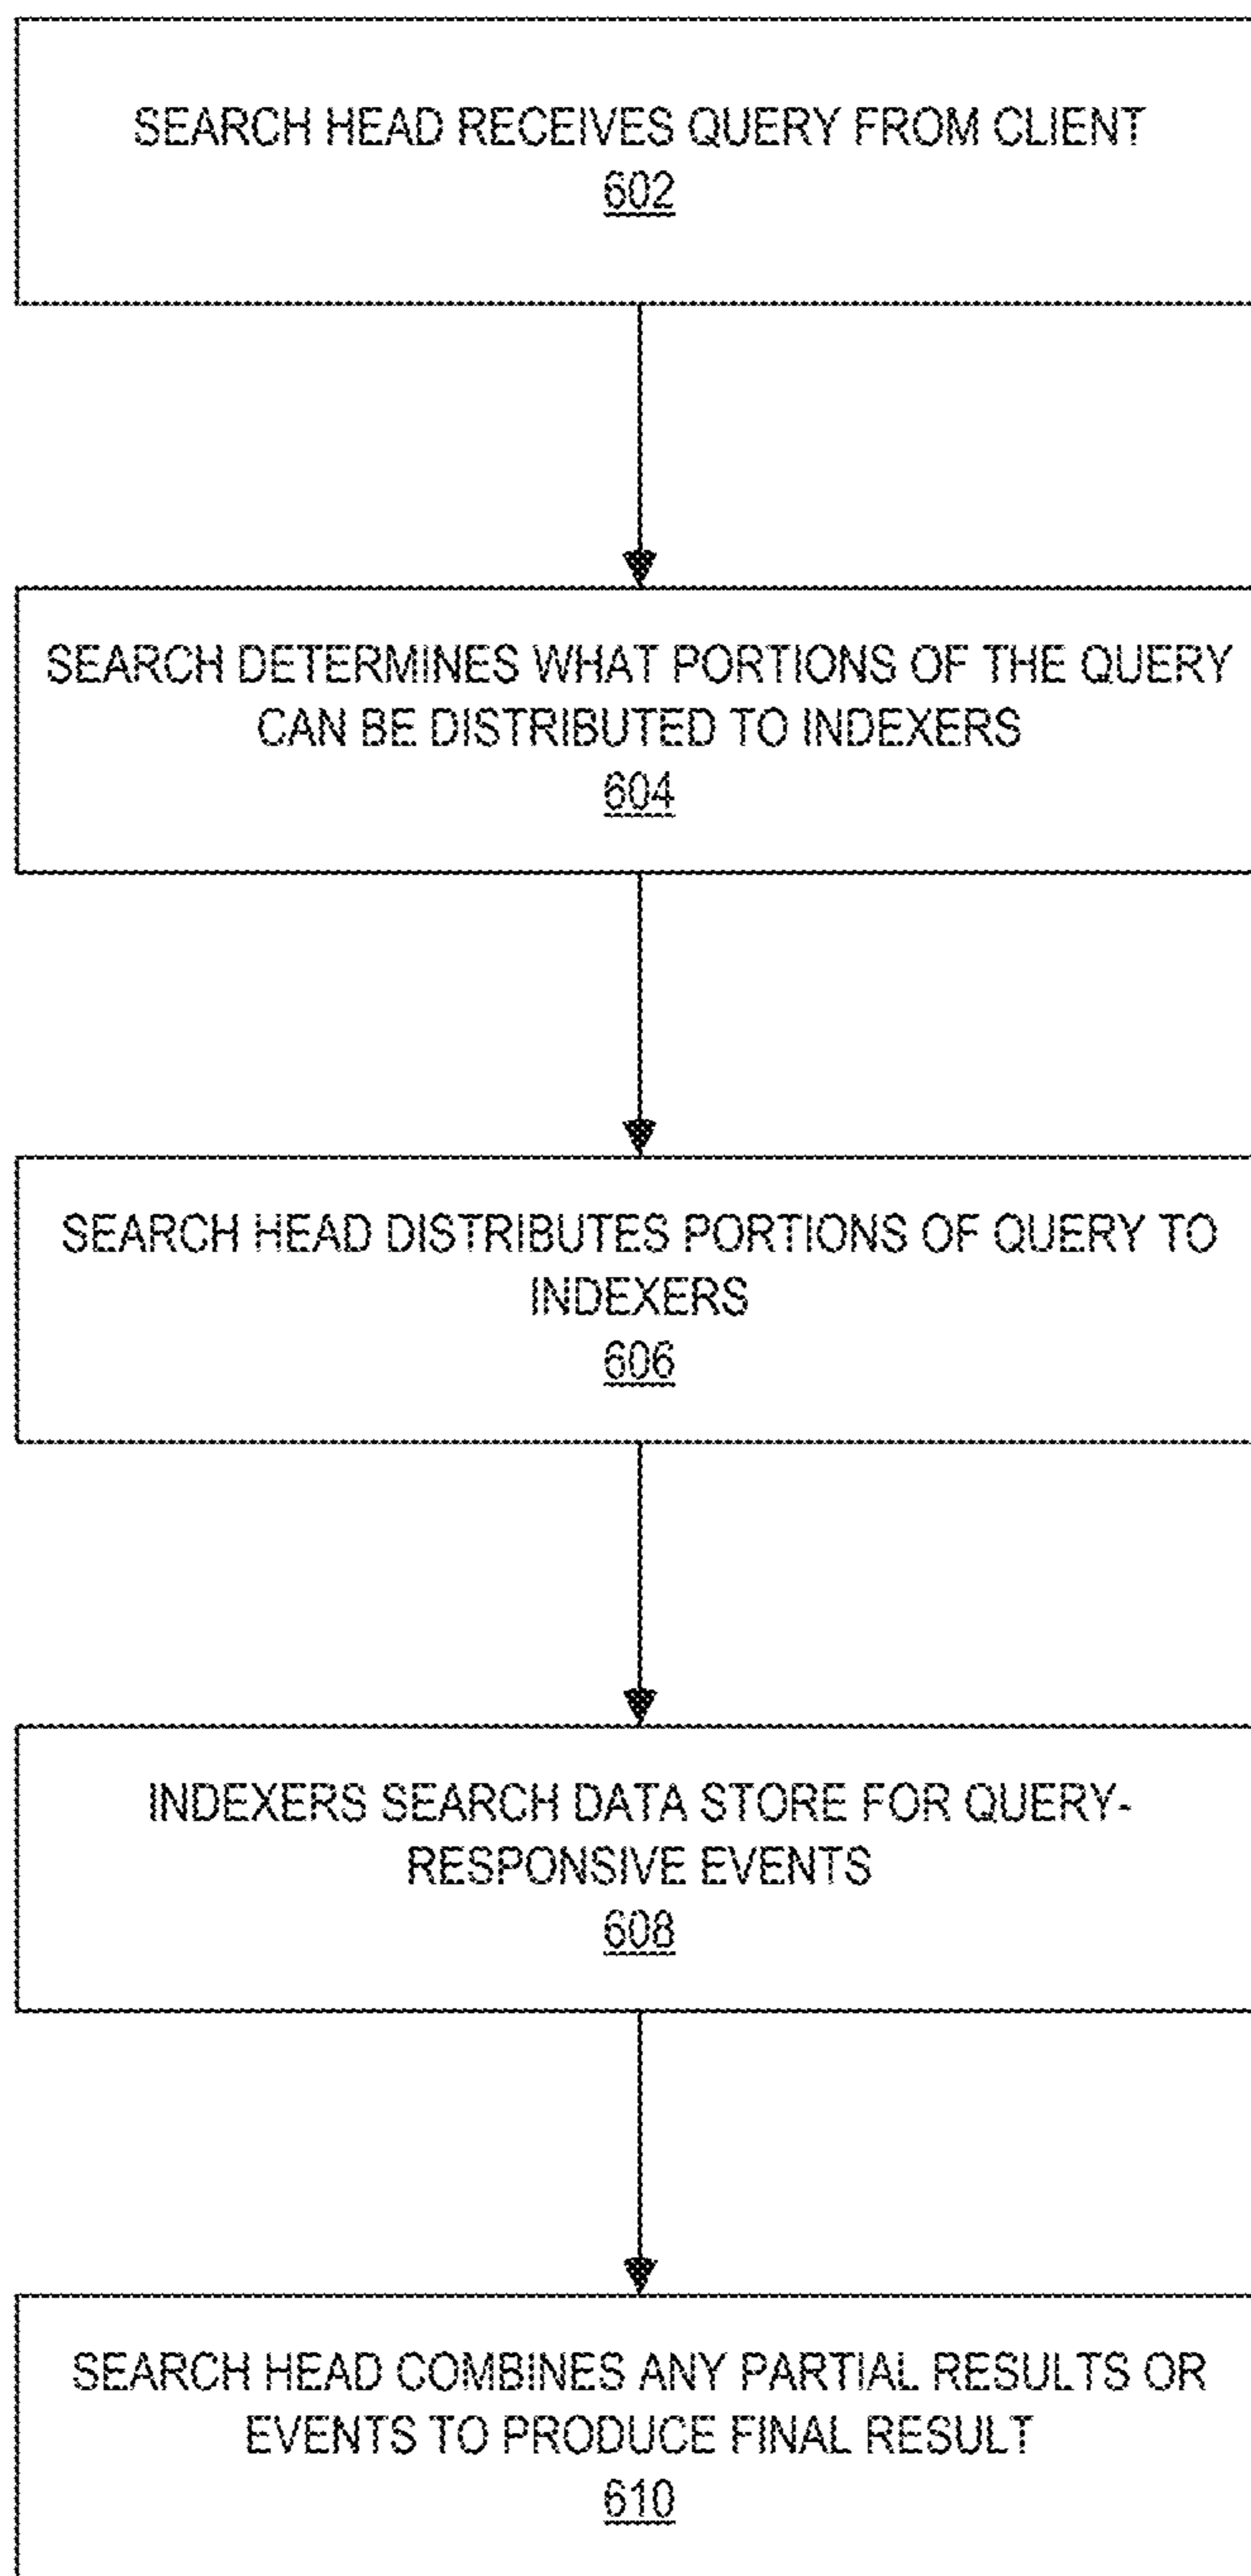 SEARCH HEAD RECEIVES QUERY FROM CLIENT
602
SEARCH DETERMINES WHAT PORTIONS OF THE QUERY
CAN BE DISTRIBUTED TO INDEXERS
604
SEARCH HEAD DISTRIBUTES PORTIONS OF QUERY TO
INDEXERS
606
INDEXERS SEARCH DATA STORE FOR QUERY-
RESPONSIVE EVENTS
608
SEARCH HEAD COMBINES ANY PARTIAL RESULTS OR
EVENTS TO PRODUCE FINAL RESULT
610